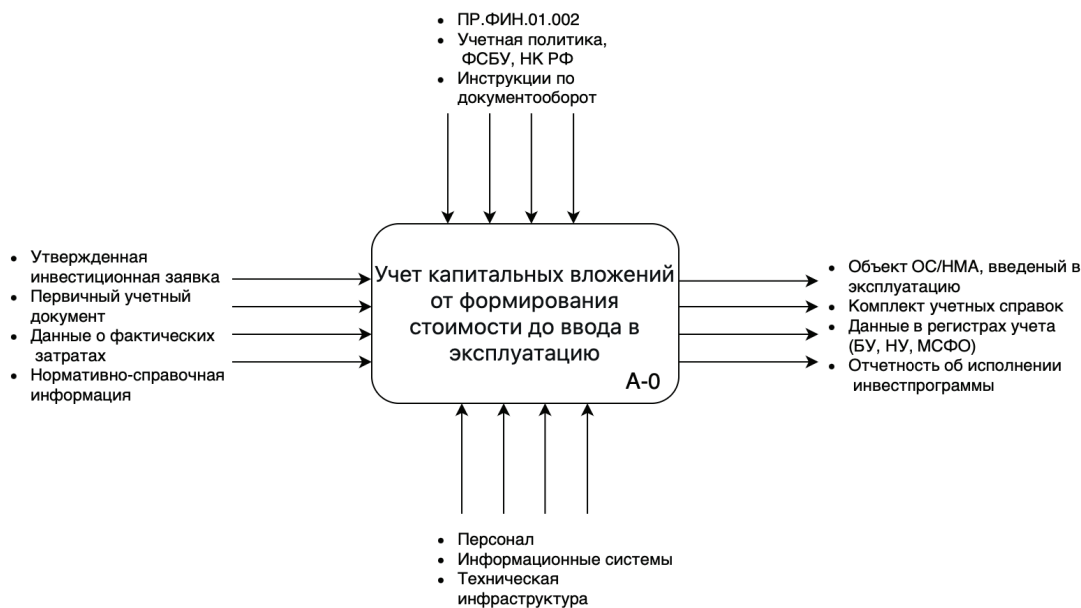 • ПР.ФИН.01.002
• Учетная политика,
ФСБУ, НК РФ
• Инструкции по
документооборот
• Утвержденная
инвестиционная заявка
• Первичный учетный
документ
• Данные о фактических
затратах
• Нормативно-справочная
информация
Учет капитальных вложений
от формирования
стоимости до ввода в
эксплуатацию
А-0
• Объект ОС/НМА, введеный в
эксплуатацию
• Комплект учетных справок
• Данные в регистрах учета
(БУ, НУ, МСФО)
• Отчетность об исполнении
инвестпрограммы
• Персонал
• Информационные системы
• Техническая
инфраструктура